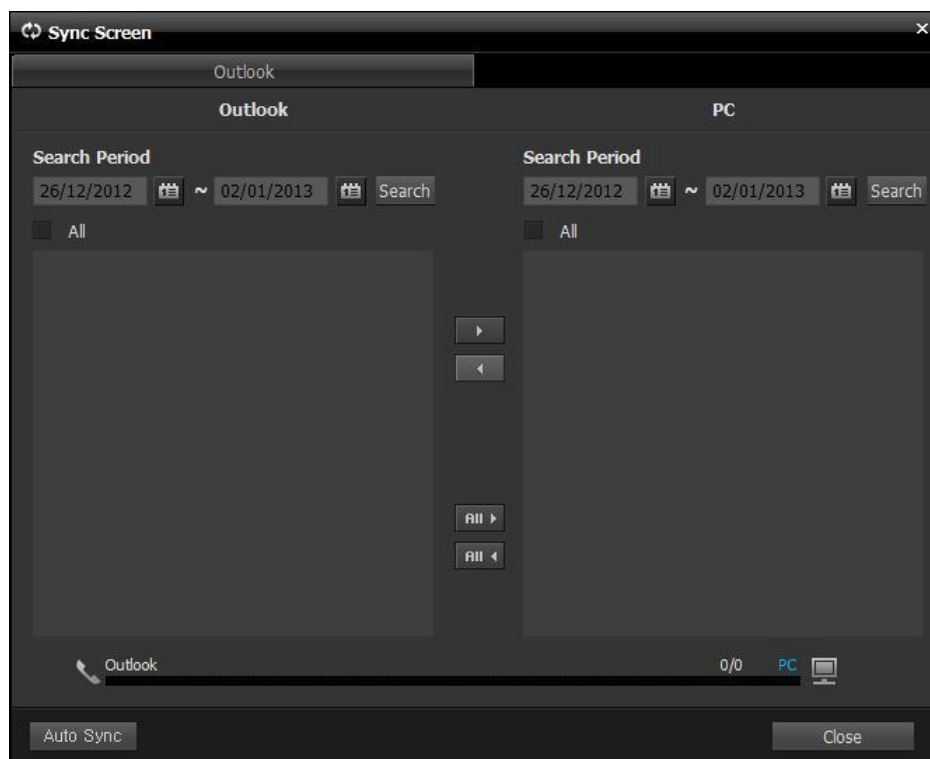 Sync Screen
Outlook
Outlook PC
Search Period Search Period
26/12/2012 ~ 02/01/2013 Search 26/12/2012 ~ 02/01/2013 Search
All All
All
All
Outlook 0/0 PC
Auto Sync Close